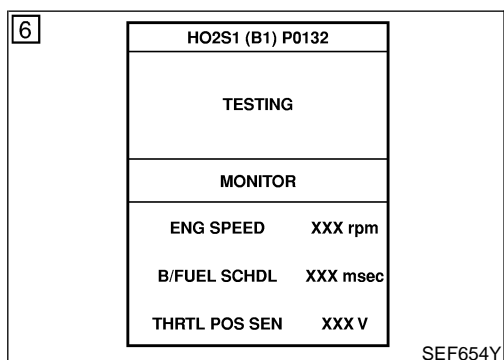 6
HO2S1 (B1) P0132
TESTING
MONITOR
ENG SPEED XXX rpm
B/FUEL SCHDL XXX msec
THRTL POS SEN XXX V
SEF654Y